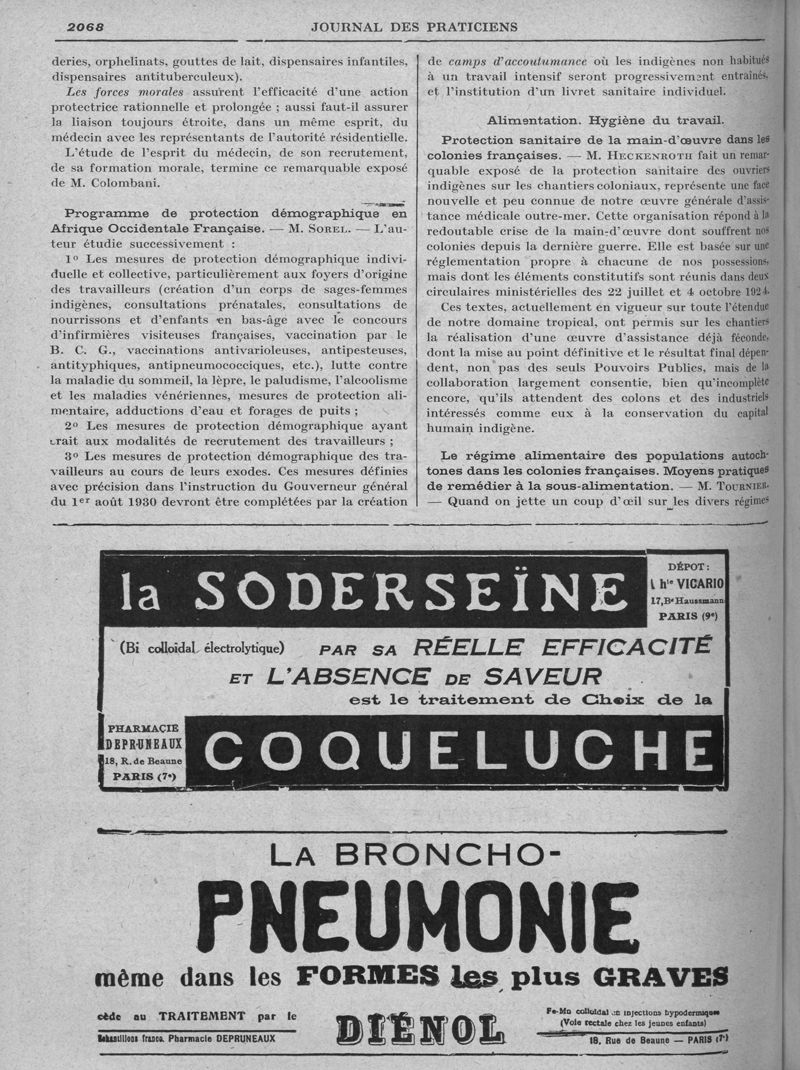 2068
JOURNAL DES PRATICIENS
deries, orphelinats, gouttes de lait, dispensaires infantiles,
dispensaires antituberculeux).
Les forces morales assurent l'efficacité d'une action
protectrice rationnelle et prolongée ; aussi faut-il assurer
la liaison toujours étroite, dans un même esprit, du
médecin avec les représentants de l'autorité résidentielle.
L'étude de l'esprit du médecin, de son recrutement,
de sa formation morale, termine ce remarquable exposé
de M. Colombani.
Programme de protection démographique en
Afrique Occidentale Française. — M. SOREL. — L'au-
teur étudie successivement :
1º Les mesures de protection démographique indivi-
duelle et collective, particulièrement aux foyers d'origine
des travailleurs (création d'un corps de sages-femmes
indigènes, consultations prénatales, consultations de
nourrissons et d'enfants en bas-âge avec le concours
d'infirmières visiteuses françaises, vaccination par le
B. C. G., vaccinations antivarioleuses, antipesteuses,
antityphiques, antipneumococciques, etc.), lutte contre
la maladie du sommeil, la lèpre, le paludisme, l'alcoolisme
et les maladies vénériennes, mesures de protection ali-
mentaire, adductions d'eau et forages de puits ;
2º Les mesures de protection démographique ayant
trait aux modalités de recrutement des travailleurs ;
3º Les mesures de protection démographique des tra-
vailleurs au cours de leurs exodes. Ces mesures définies
avec précision dans l'instruction du Gouverneur général
du 1er août 1930 devront être complétées par la création
de camps d'accoutumance où les indigènes non habitués
à un travail intensif seront progressivement entraînés,
et l'institution d'un livret sanitaire individuel.
Alimentation. Hygiène du travail.
Protection sanitaire de la main-d'œuvre dans les
colonies françaises. — M. HECKENROTH fait un remar-
quable exposé de la protection sanitaire des ouvriers
indigènes sur les chantiers coloniaux, représente une face
nouvelle et peu connue de notre œuvre générale d'assis-
tance médicale outre-mer. Cette organisation répond à la
redoutable crise de la main-d'œuvre dont souffrent nos
colonies depuis la dernière guerre. Elle est basée sur une
réglementation propre à chacune de nos possessions,
mais dont les éléments constitutifs sont réunis dans deux
circulaires ministérielles des 22 juillet et 4 octobre 1924.
Ces textes, actuellement en vigueur sur toute l'étendue
de notre domaine tropical, ont permis sur les chantiers
la réalisation d'une œuvre d'assistance déjà féconde,
dont la mise au point définitive et le résultat final dépen-
dent, non pas des seuls Pouvoirs Publics, mais de la
collaboration largement consentie, bien qu'incomplète
encore, qu'ils attendent des colons et des industriels
intéressés comme eux à la conservation du capital
humain indigène.
Le régime alimentaire des populations autoch-
tones dans les colonies françaises. Moyens pratiques
de remédier à la sous-alimentation. — M. TOURNIER.
— Quand on jette un coup d'œil sur les divers régimes
la SODERSEÏNE
DÉPOT :
hie VICARIO
17, Bd Haussmann
PARIS (9e)
(Bi colloïdal électrolytique) PAR SA RÉELLE EFFICACITÉ
ET L'ABSENCE DE SAVEUR
est le traitement de Choix de la
PHARMACIE
DEPRUNEAUX
18, R. de Beaune
PARIS (7e)
COQUELUCHE
LA BRONCHO-
PNEUMONIE
même dans les FORMES les plus GRAVES
cède au TRAITEMENT par le
Echantillons franco. Pharmacie DEPRUNEAUX
DIÉNOL
Fe-Mn colloïdal en injections hypodermiques
(Voie rectale chez les jeunes enfants)
18, Rue de Beaune — PARIS (7e)